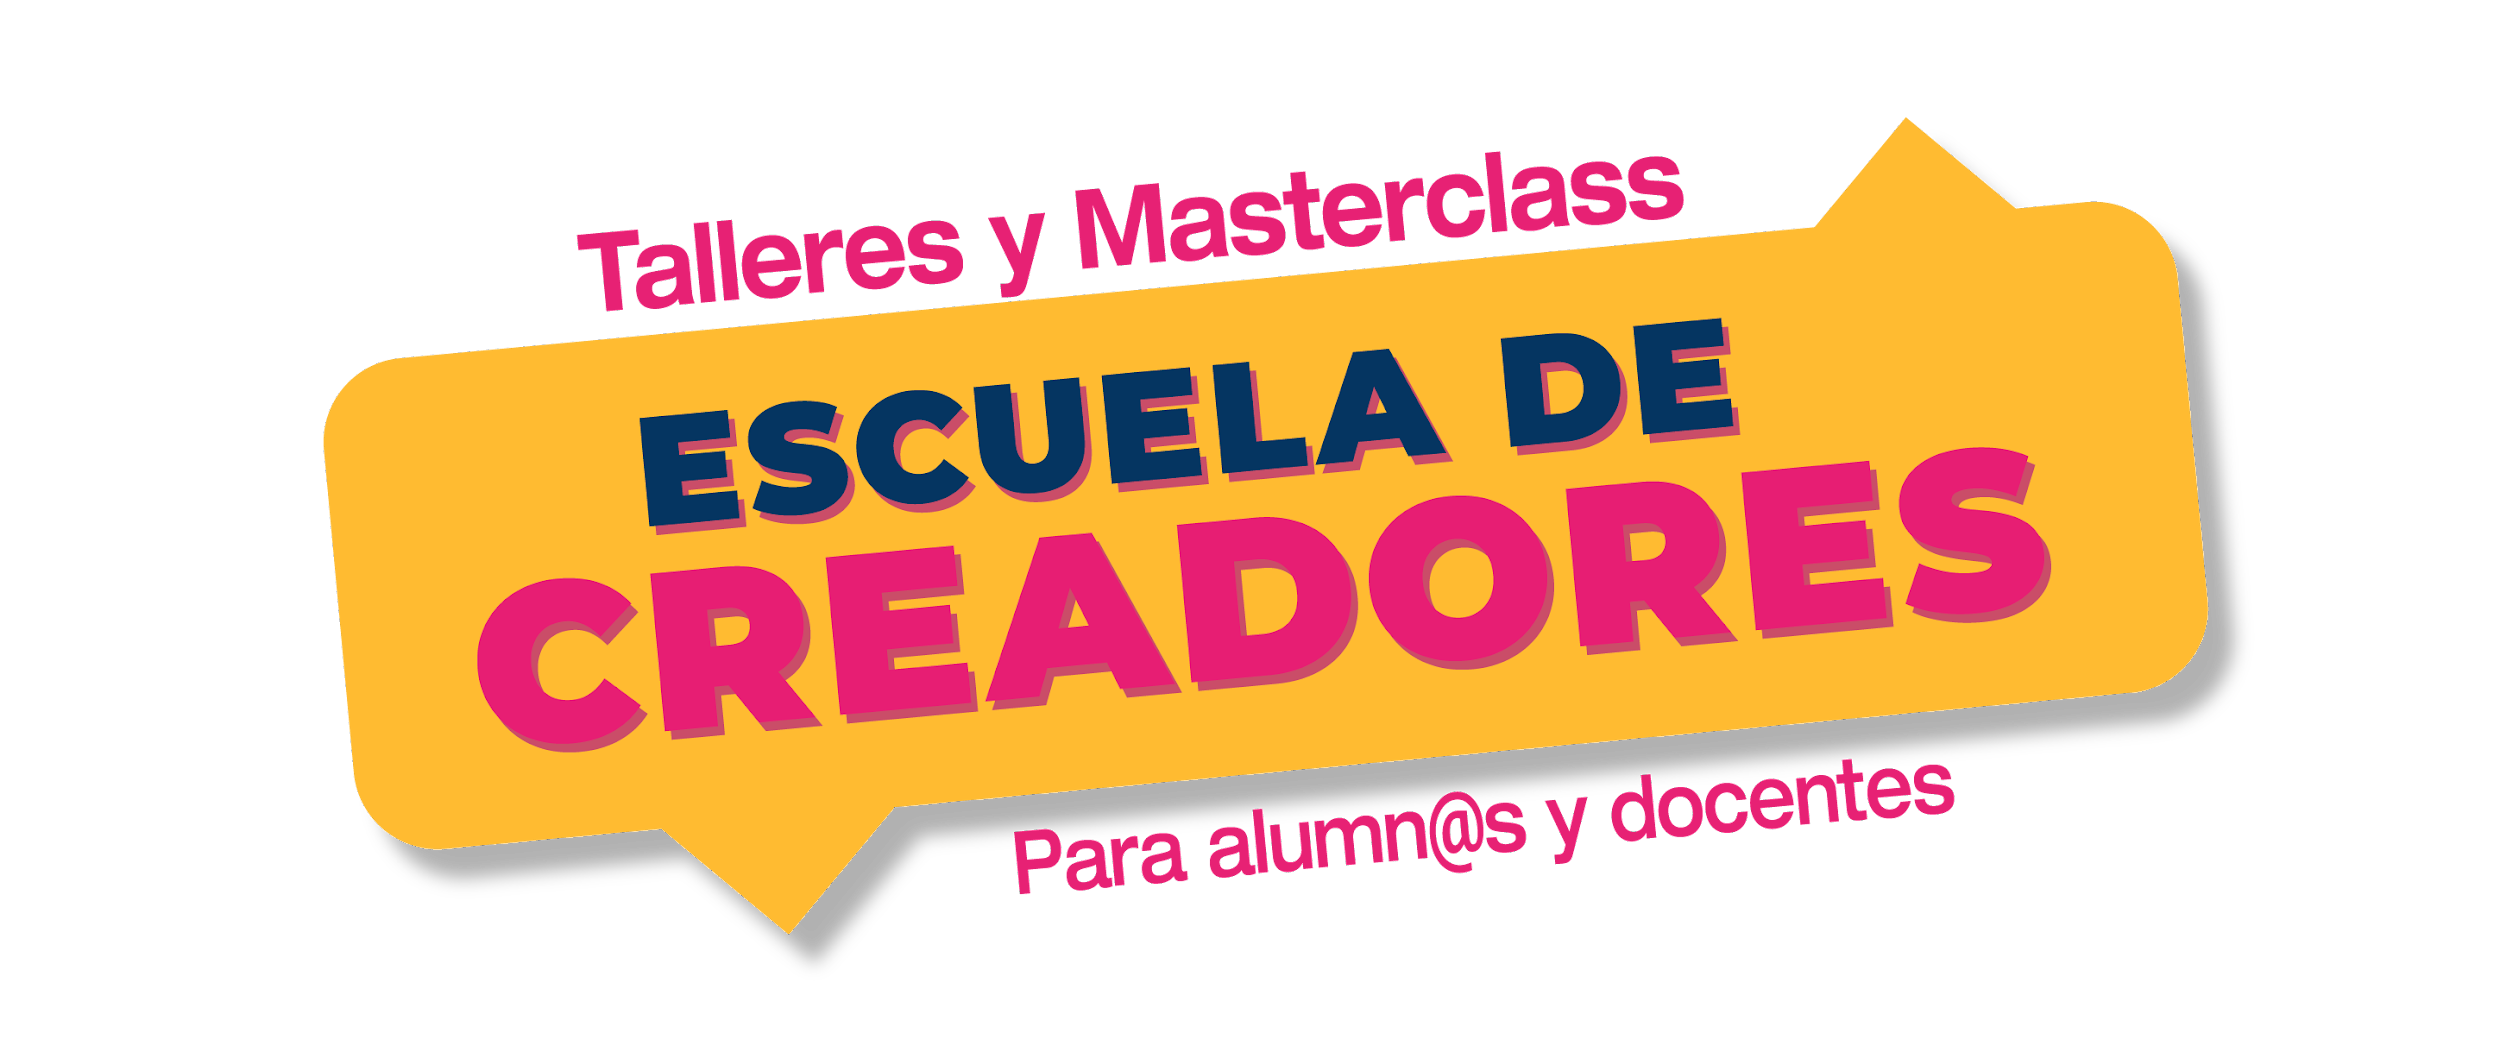 Talleres y Masterclass
ESCUELA DE
CREADORES
Para alumn@s y docentes